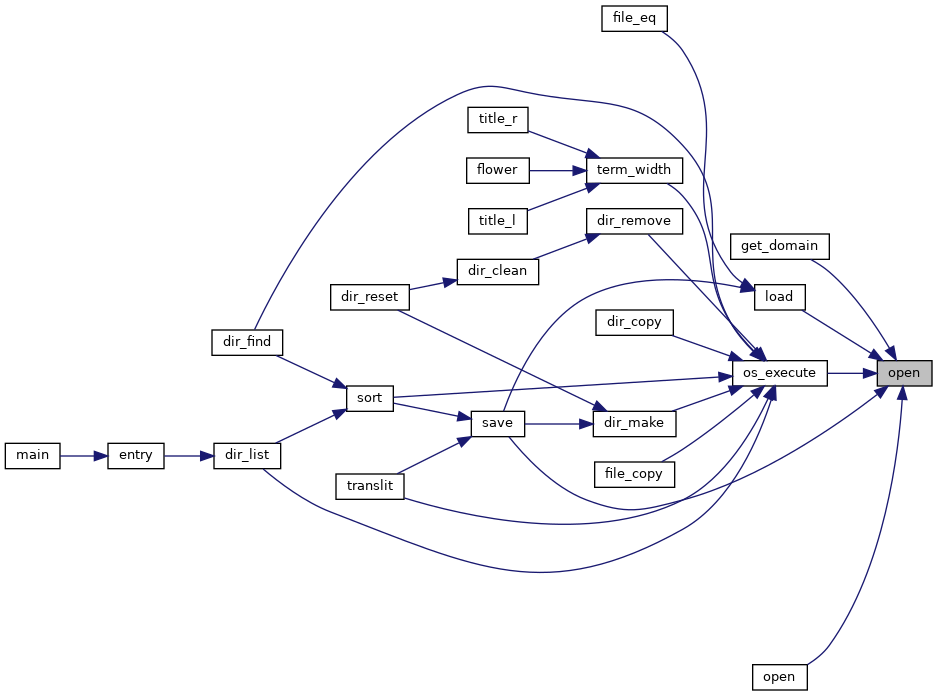 file_eq
title_r
flower
term_width
title_l
dir_remove
get_domain
dir_clean
dir_reset
load
dir_copy
dir_find
os_execute
open
sort
save
dir_make
main
entry
dir_list
file_copy
translit
open